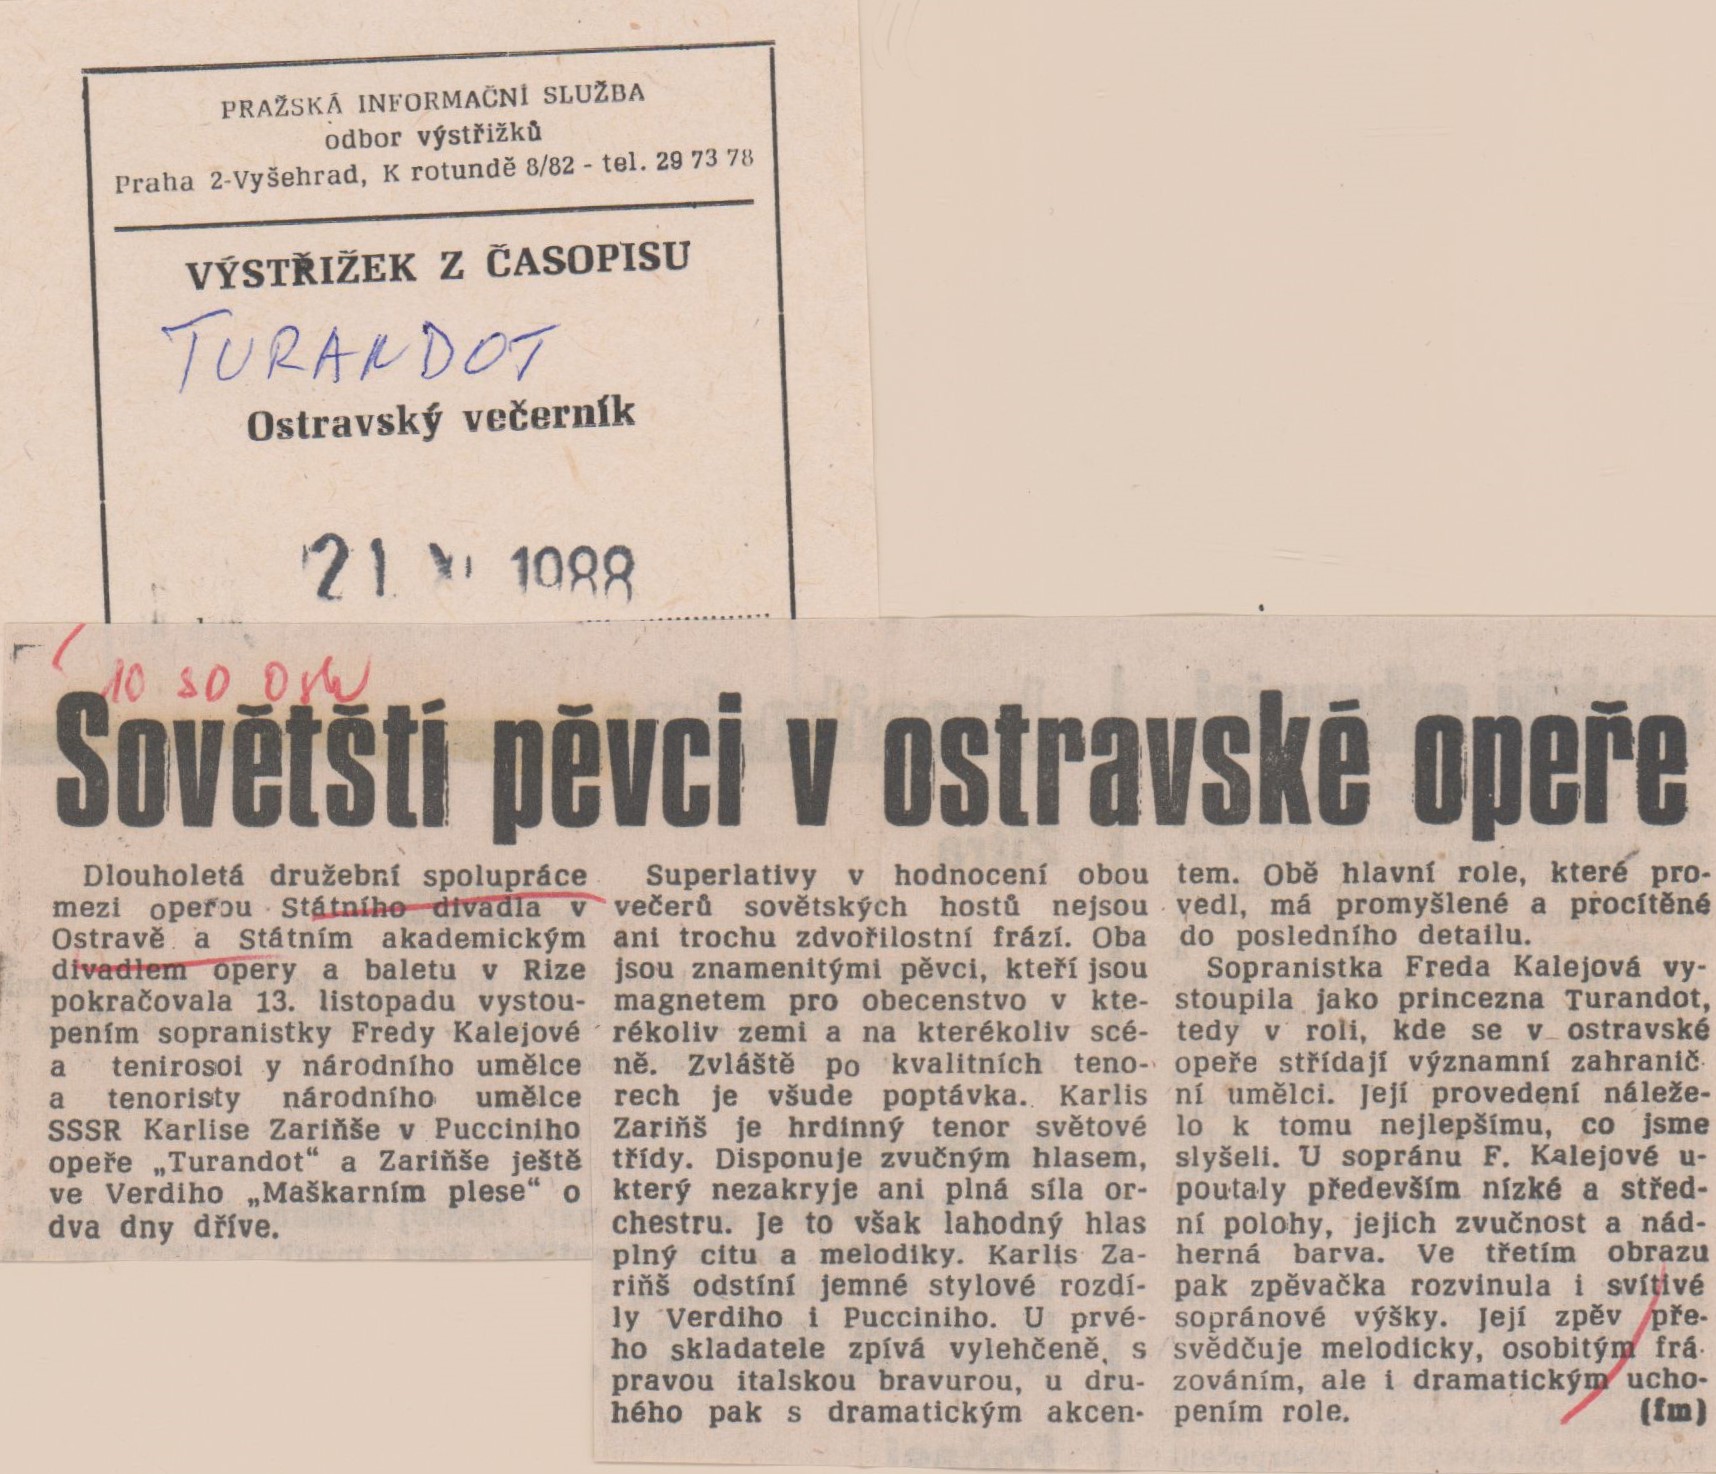 PRAŽSKÁ INFORMAČNÍ SLUŽBA
odbor výstřižků
Praha 2-Vyšehrad, K rotundě 8/82 - tel. 29 73 78
VÝSTŘIŽEK Z ČASOPISU
TURANDOT
Ostravský večerník
21 XI 1988
10 SD
Sovětští pěvci v ostravské opeře
Dlouholetá družební spolupráce
mezi operou Státního divadla v
Ostravě a Státním akademickým
divadlem opery a baletu v Rize
pokračovala 13. listopadu vystou-
pením sopranistky Fredy Kalejové
a tenirosoi y národního umělce
a tenoristy národního umělce
SSSR Karlise Zariňše v Pucciniho
opeře „Turandot“ a Zariňše ještě
ve Verdiho „Maškarním plese“ o
dva dny dříve.
Superlativy v hodnocení obou
večerů sovětských hostů nejsou
ani trochu zdvořilostní frází. Oba
jsou znamenitými pěvci, kteří jsou
magnetem pro obecenstvo v kte-
rékoliv zemi a na kterékoliv scé-
ně. Zvláště po kvalitních teno-
rech je všude poptávka. Karlis
Zariňš je hrdinný tenor světové
třídy. Disponuje zvučným hlasem,
který nezakryje ani plná síla or-
chestru. Je to však lahodný hlas
plný citu a melodiky. Karlis Za-
riňš odstíní jemné stylové rozdí-
ly Verdiho i Pucciniho. U prvé-
ho skladatele zpívá vylehčeně, s
pravou italskou bravurou, u dru-
hého pak s dramatickým akcen-
tem. Obě hlavní role, které pro-
vedl, má promyšlené a procítěné
do posledního detailu.
Sopranistka Freda Kalejová vy-
stoupila jako princezna Turandot,
tedy v roli, kde se v ostravské
opeře střídají významní zahranič
ní umělci. Její provedení náleže-
lo k tomu nejlepšímu, co jsme
slyšeli. U sopránu F. Kalejové u-
poutaly především nízké a střed-
ní polohy, jejich zvučnost a nád-
herná barva. Ve třetím obrazu
pak zpěvačka rozvinula i svítivé
sopránové výšky. Její zpěv pře-
svědčuje melodicky, osobitým frá-
zováním, ale i dramatickým ucho-
pením role.
(fm)